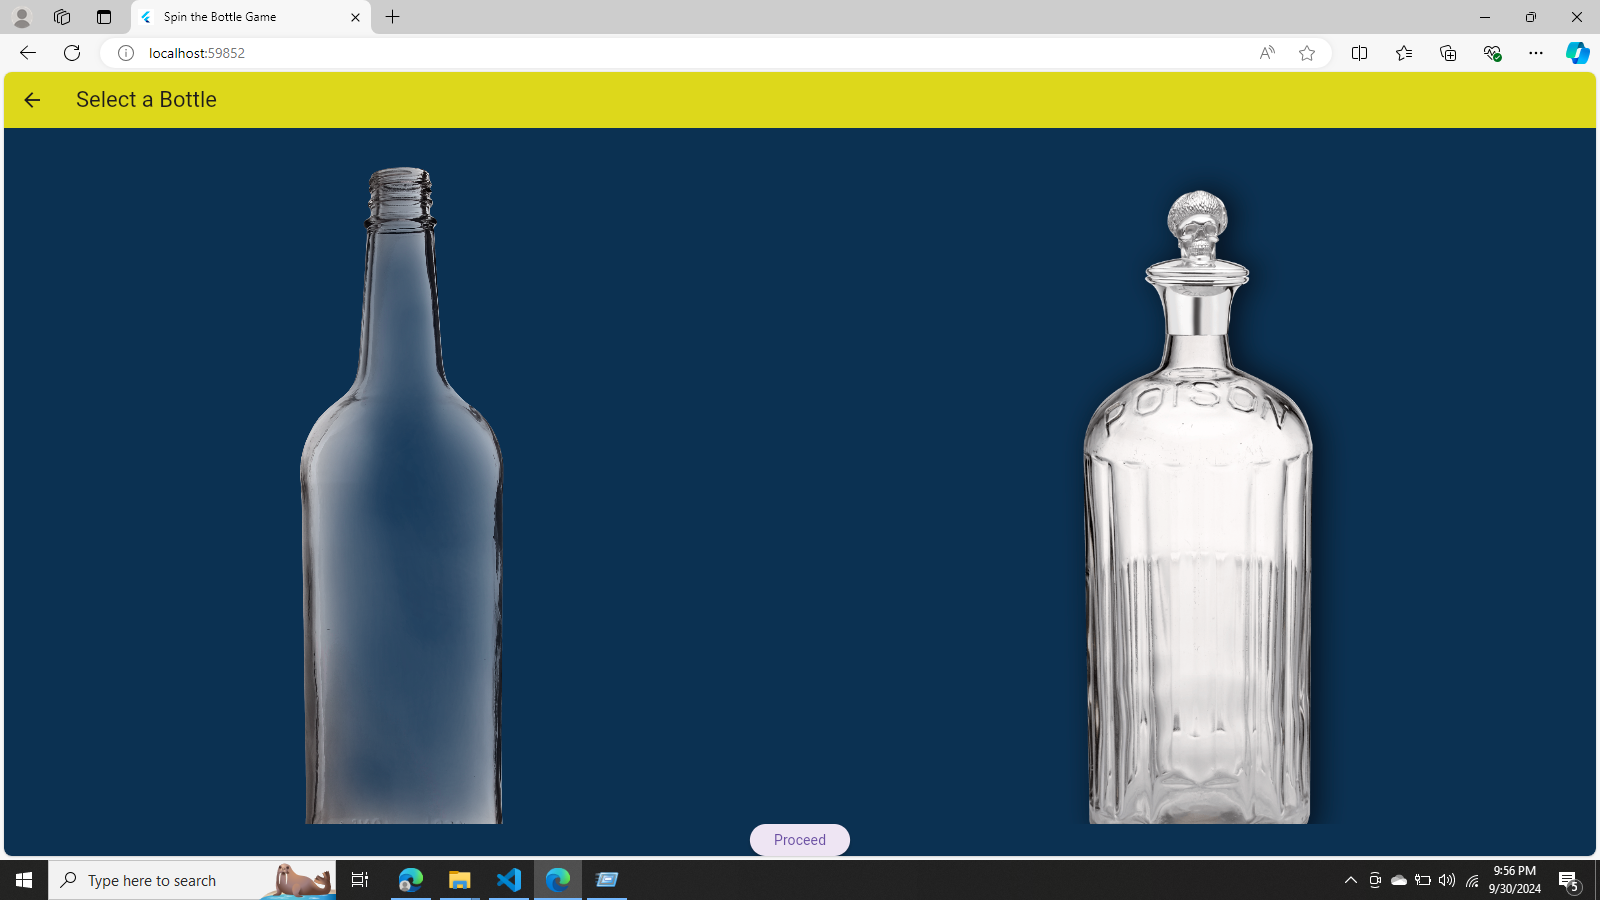 Spin the Bottle Game
localhost:59852
Select a Bottle
POISON
Proceed
Type here to search
9:56 PM
9/30/2024
5